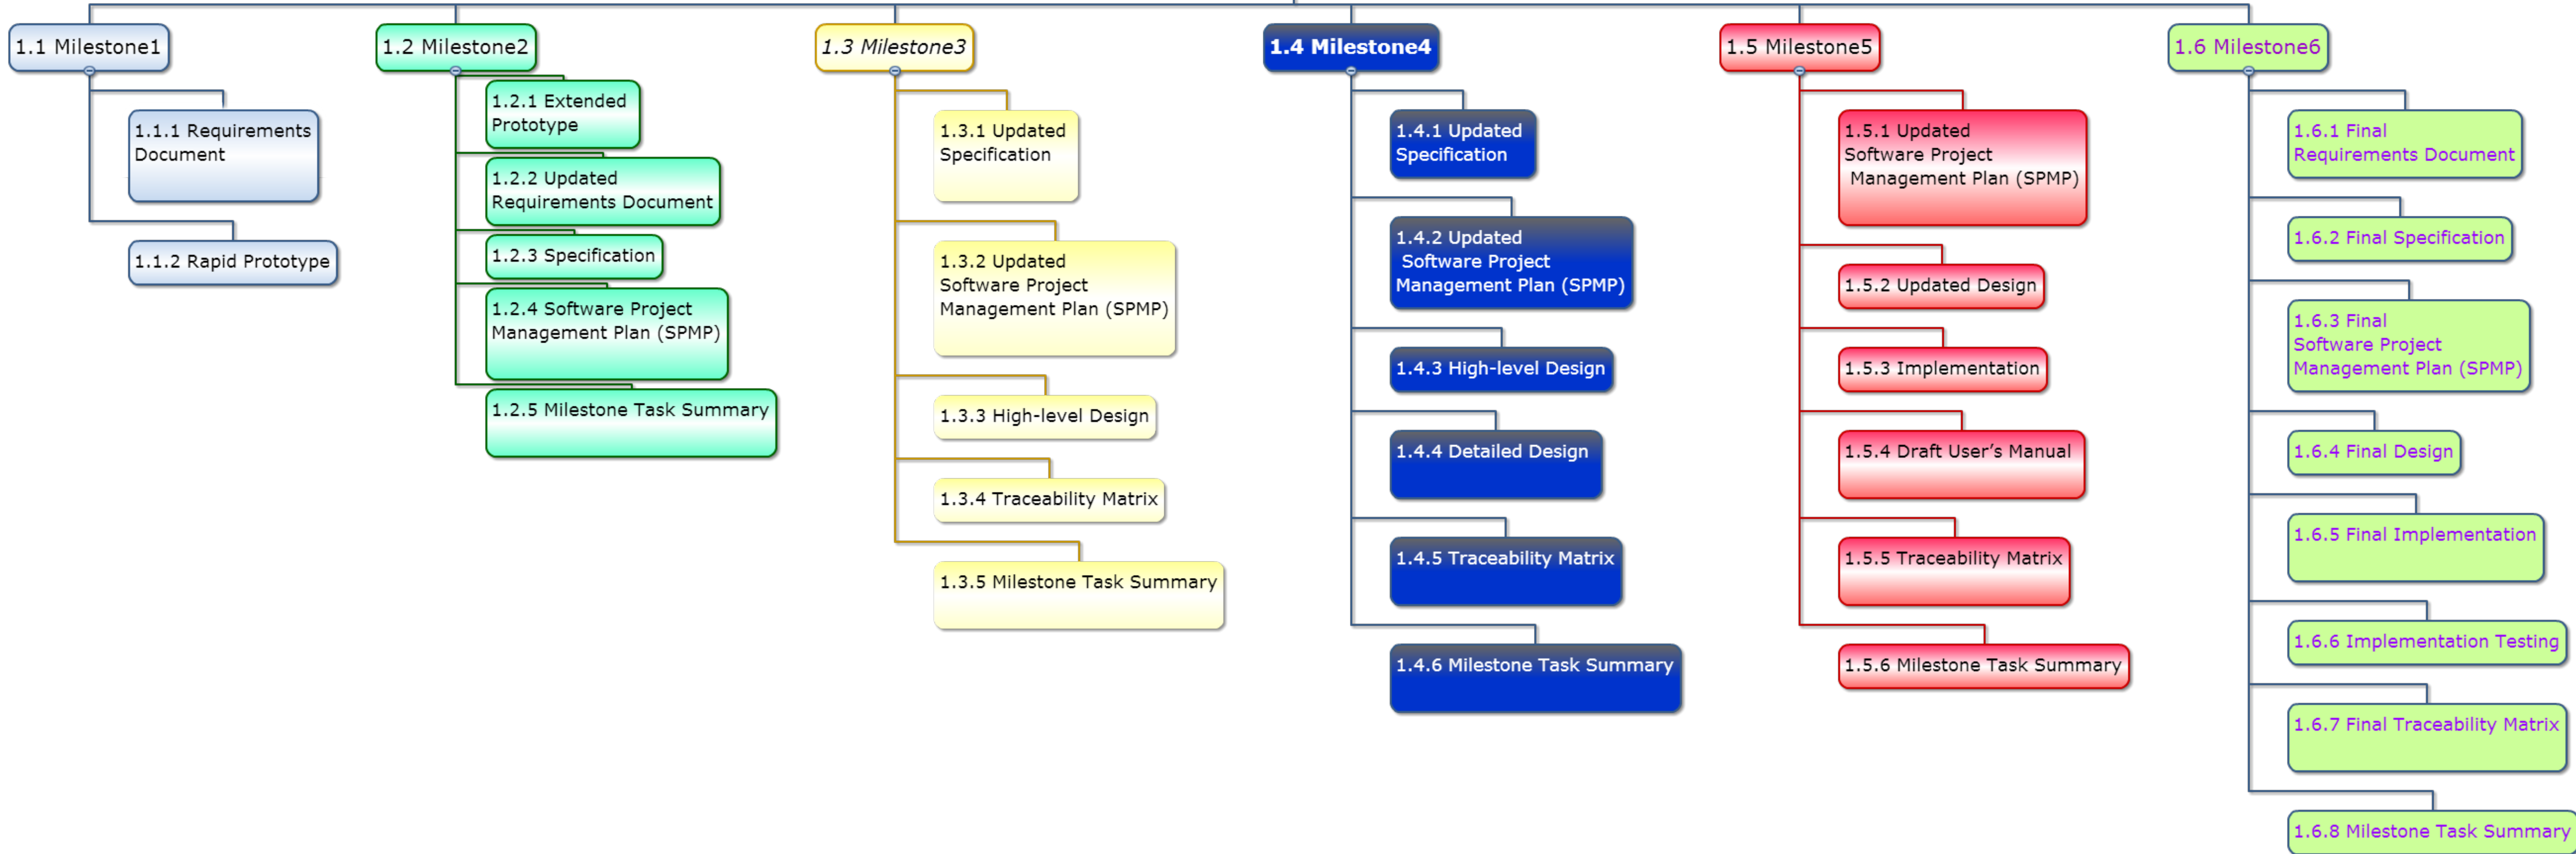 1.1 Milestone1
1.1.1 Requirements
Document
1.1.2 Rapid Prototype
1.2 Milestone2
1.2.1 Extended
Prototype
1.2.2 Updated
Requirements Document
1.2.3 Specification
1.2.4 Software Project
Management Plan (SPMP)
1.2.5 Milestone Task Summary
1.3 Milestone3
1.3.1 Updated
Specification
1.3.2 Updated
Software Project
Management Plan (SPMP)
1.3.3 High-level Design
1.3.4 Traceability Matrix
1.3.5 Milestone Task Summary
1.4 Milestone4
1.4.1 Updated
Specification
1.4.2 Updated
Software Project
Management Plan (SPMP)
1.4.3 High-level Design
1.4.4 Detailed Design
1.4.5 Traceability Matrix
1.4.6 Milestone Task Summary
1.5 Milestone5
1.5.1 Updated
Software Project
Management Plan (SPMP)
1.5.2 Updated Design
1.5.3 Implementation
1.5.4 Draft User’s Manual
1.5.5 Traceability Matrix
1.5.6 Milestone Task Summary
1.6 Milestone6
1.6.1 Final
Requirements Document
1.6.2 Final Specification
1.6.3 Final
Software Project
Management Plan (SPMP)
1.6.4 Final Design
1.6.5 Final Implementation
1.6.6 Implementation Testing
1.6.7 Final Traceability Matrix
1.6.8 Milestone Task Summary